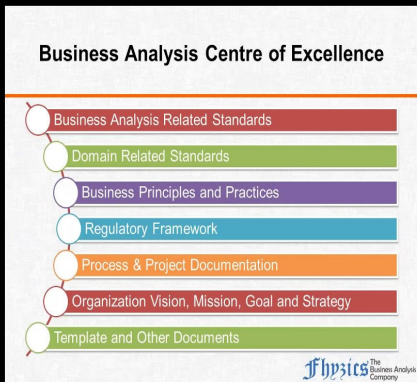 Business Analysis Centre of Excellence
Business Analysis Related Standards
Domain Related Standards
Business Principles and Practices
Regulatory Framework
Process & Project Documentation
Organization Vision, Mission, Goal and Strategy
Template and Other Documents
Fhyzics The
Business Analysis
Company